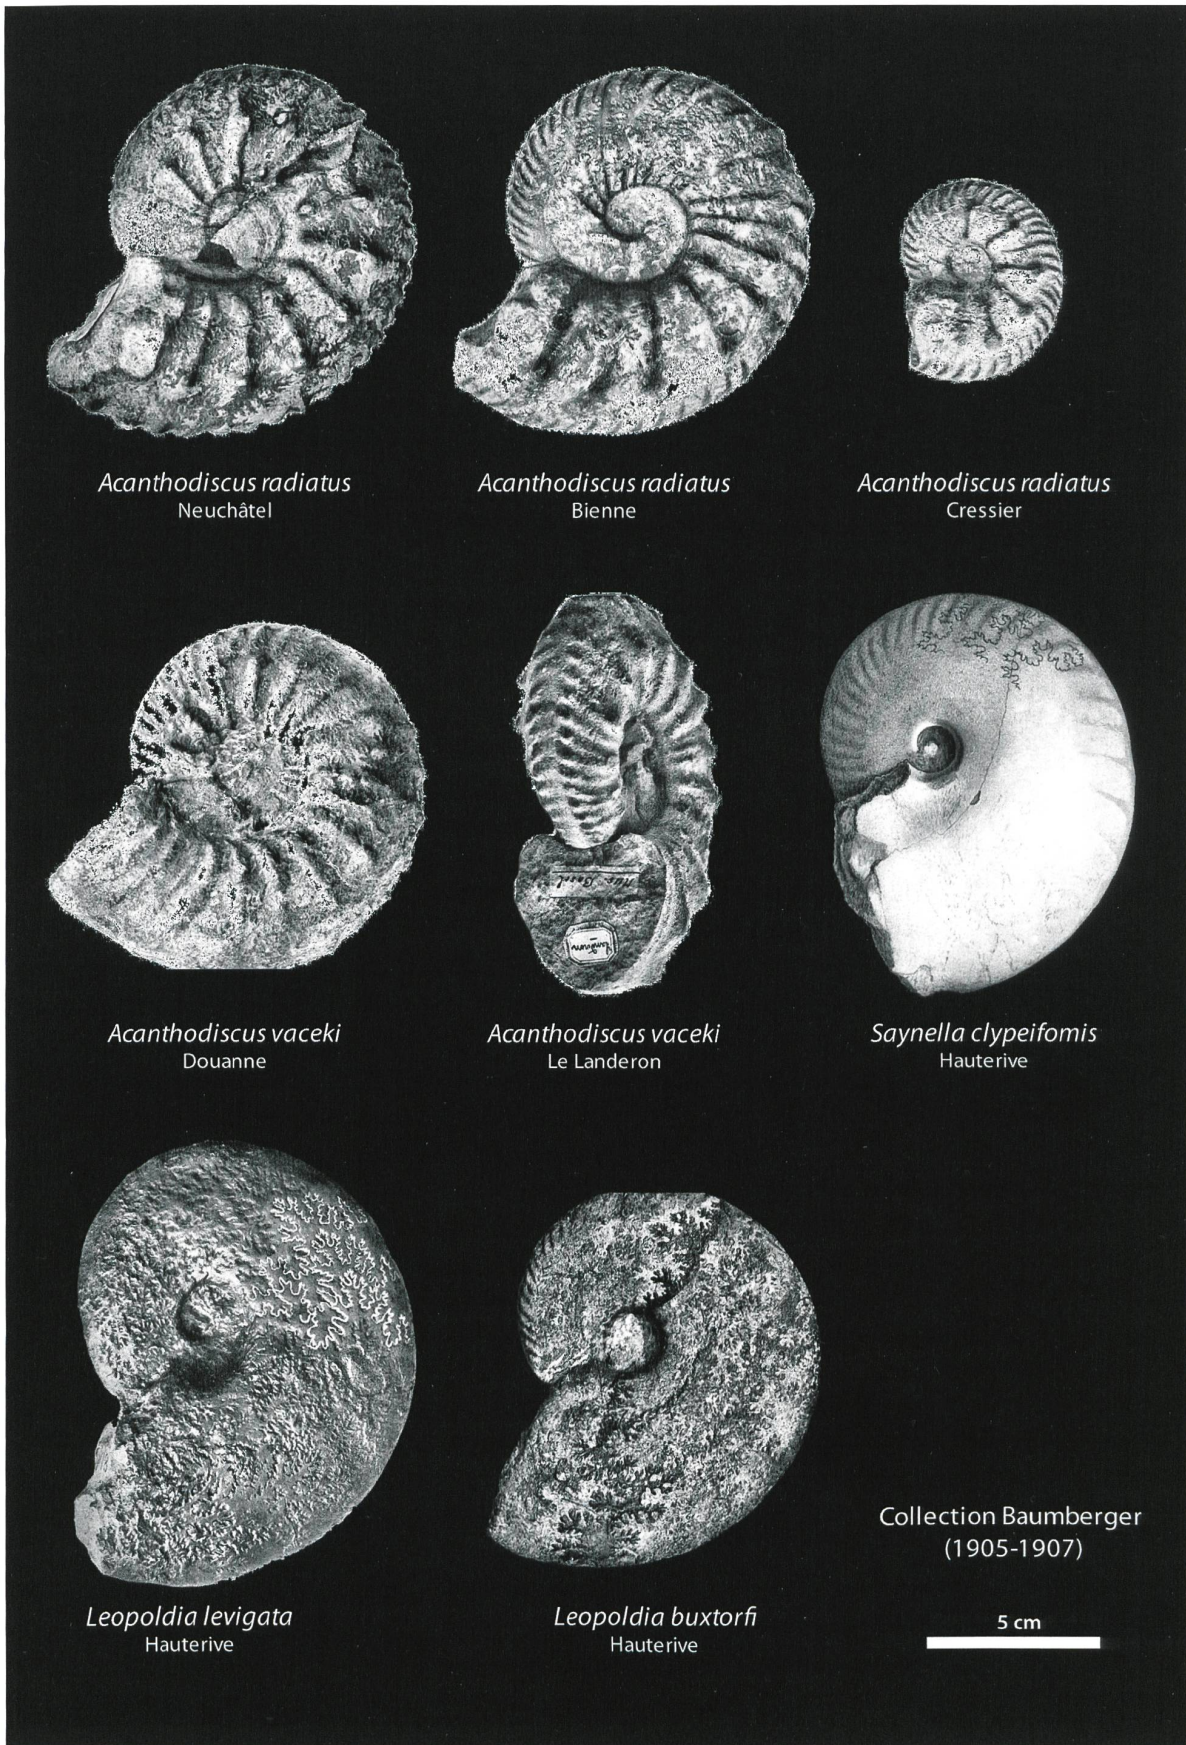 Acanthodiscus radiatus
Neuchâtel
Acanthodiscus radiatus
Bienne
Acanthodiscus radiatus
Cressier
Acanthodiscus vaceki
Douanne
Acanthodiscus vaceki
Le Landeron
Saynella clypeifomis
Hauterive
Leopoldia levigata
Hauterive
Leopoldia buxtorfi
Hauterive
Collection Baumberger
(1905-1907)
5 cm